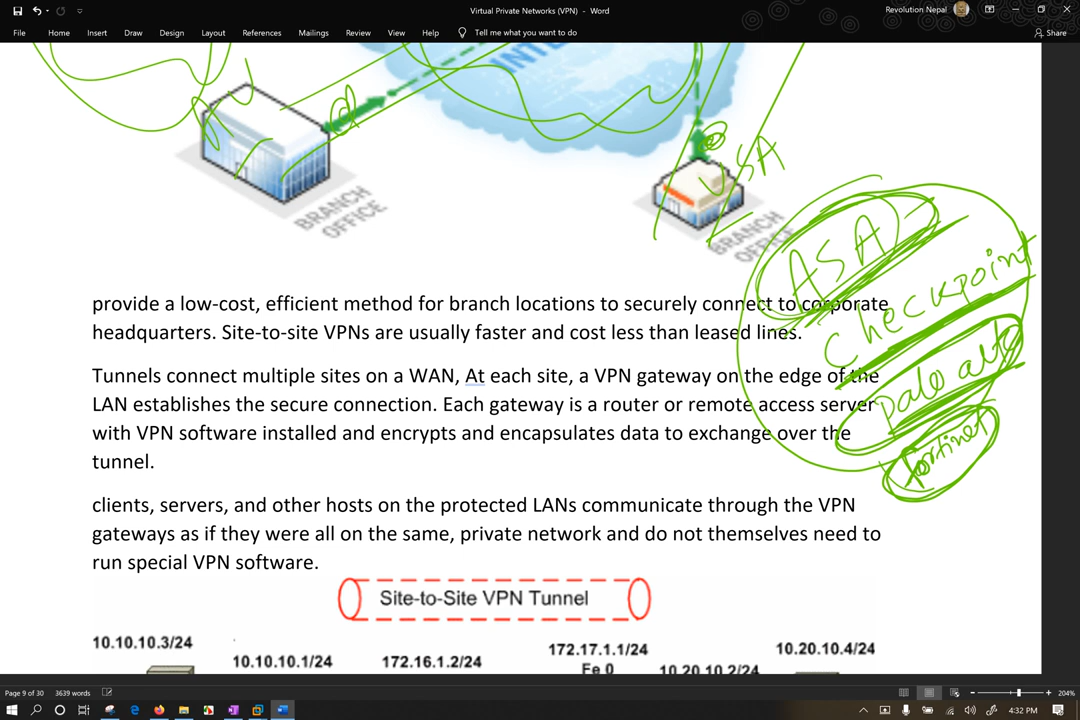 Virtual Private Networks (VPN) - Word
Revolution Nepal
File Home Insert Draw Design Layout References Mailings Review View Help Tell me what you want to do
Share
INTE
USA
BRANCH
OFFICE
BRANCH
OFFICE
ASA
Checkpoint
palo alto
fortinet
provide a low-cost, efficient method for branch locations to securely connect to corporate
headquarters. Site-to-site VPNs are usually faster and cost less than leased lines.
Tunnels connect multiple sites on a WAN, At each site, a VPN gateway on the edge of the
LAN establishes the secure connection. Each gateway is a router or remote access server
with VPN software installed and encrypts and encapsulates data to exchange over the
tunnel.
clients, servers, and other hosts on the protected LANs communicate through the VPN
gateways as if they were all on the same, private network and do not themselves need to
run special VPN software.
Site-to-Site VPN Tunnel
10.10.10.3/24
10.10.10.1/24
172.16.1.2/24
172.17.1.1/24
Fe 0
10.20.10.2/24
10.20.10.4/24
Page 9 of 30 3639 words
204%
4:32 PM